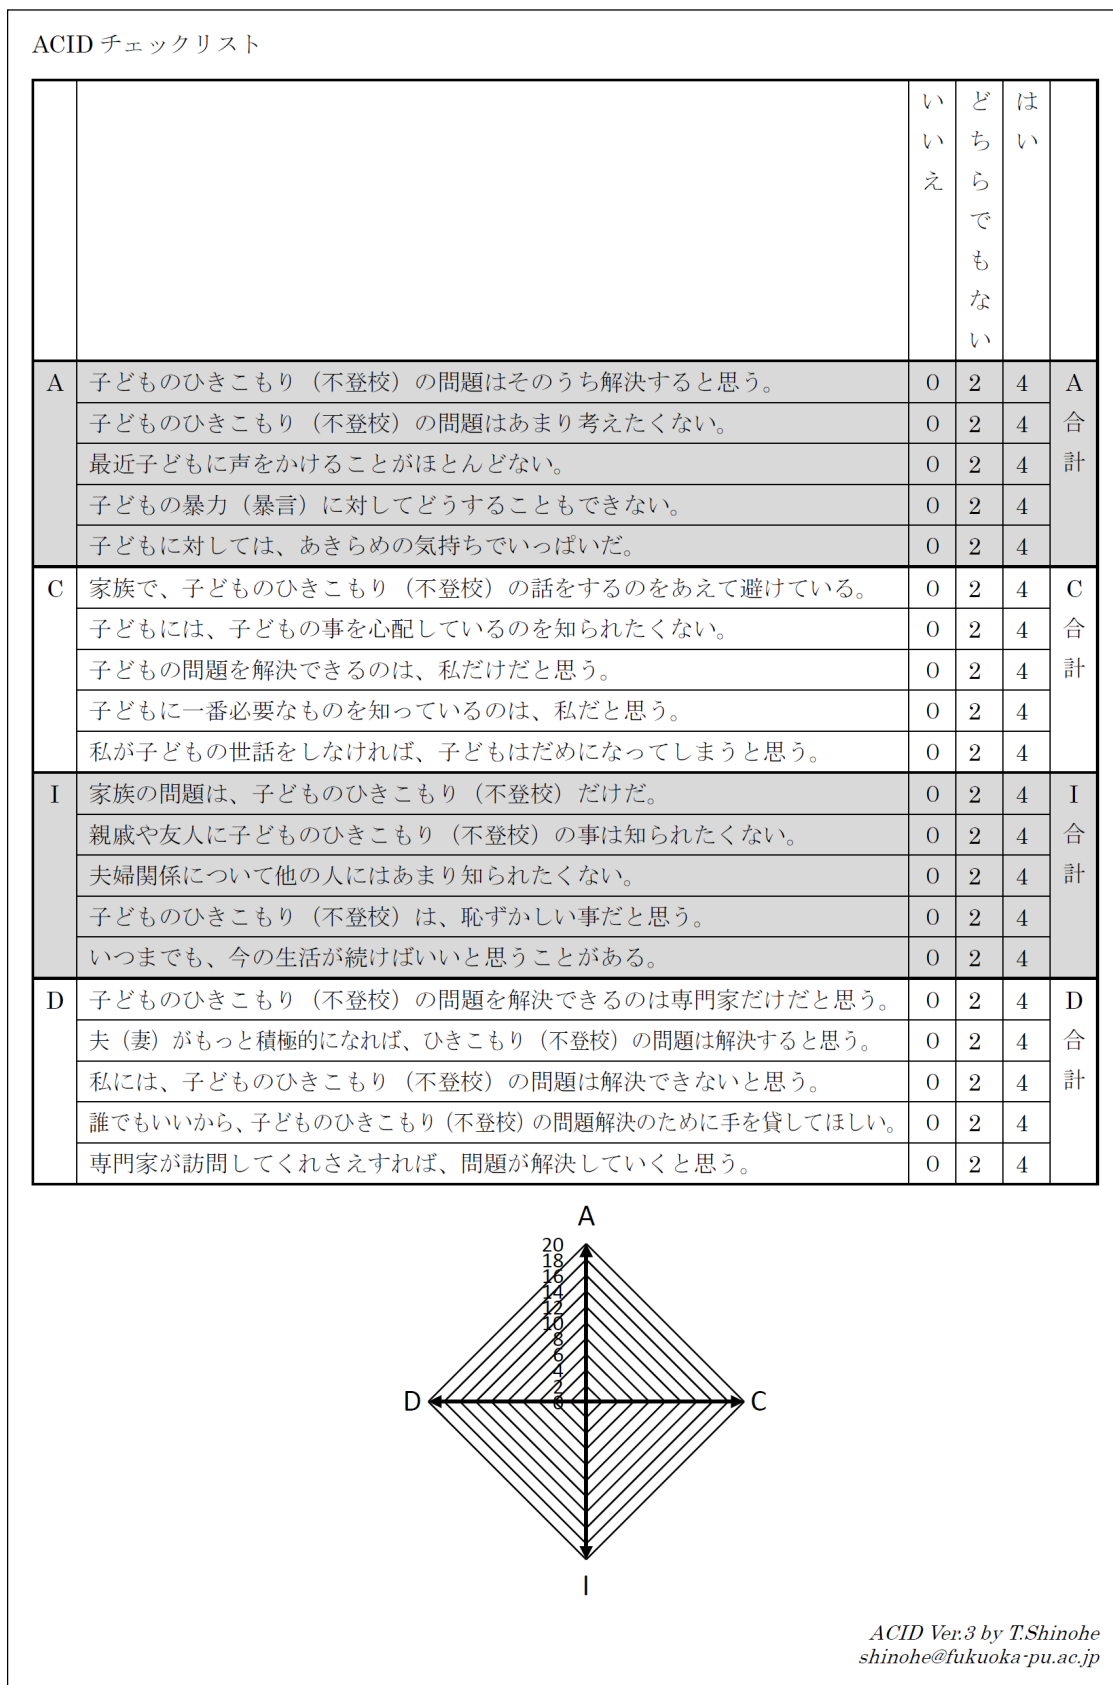 ACID チェックリスト
いいえ どちらでもない はい
A 子どものひきこもり（不登校）の問題はそのうち解決すると思う。 0 2 4 A合計
子どものひきこもり（不登校）の問題はあまり考えたくない。 0 2 4
最近子どもに声をかけることがほとんどない。 0 2 4
子どもの暴力（暴言）に対してどうすることもできない。 0 2 4
子どもに対しては、あきらめの気持ちでいっぱいだ。 0 2 4
C 家族で、子どものひきこもり（不登校）の話をするのをあえて避けている。 0 2 4 C合計
子どもには、子どもの事を心配しているのを知られたくない。 0 2 4
子どもの問題を解決できるのは、私だけだと思う。 0 2 4
子どもに一番必要なものを知っているのは、私だと思う。 0 2 4
私が子どもの世話をしなければ、子どもはだめになってしまうと思う。 0 2 4
I 家族の問題は、子どものひきこもり（不登校）だけだ。 0 2 4 I合計
親戚や友人に子どものひきこもり（不登校）の事は知られたくない。 0 2 4
夫婦関係について他の人にはあまり知られたくない。 0 2 4
子どものひきこもり（不登校）は、恥ずかしい事だと思う。 0 2 4
いつまでも、今の生活が続けばいいと思うことがある。 0 2 4
D 子どものひきこもり（不登校）の問題を解決できるのは専門家だけだと思う。 0 2 4 D合計
夫（妻）がもっと積極的になれば、ひきこもり（不登校）の問題は解決すると思う。 0 2 4
私には、子どものひきこもり（不登校）の問題は解決できないと思う。 0 2 4
誰でもいいから、子どものひきこもり（不登校）の問題解決のために手を貸してほしい。 0 2 4
専門家が訪問してくれさえすれば、問題が解決していくと思う。 0 2 4
A
20
18
16
14
12
10
8
6
4
2
0
D C
I
ACID Ver.3 by T.Shinohe
shinohe@fukuoka-pu.ac.jp